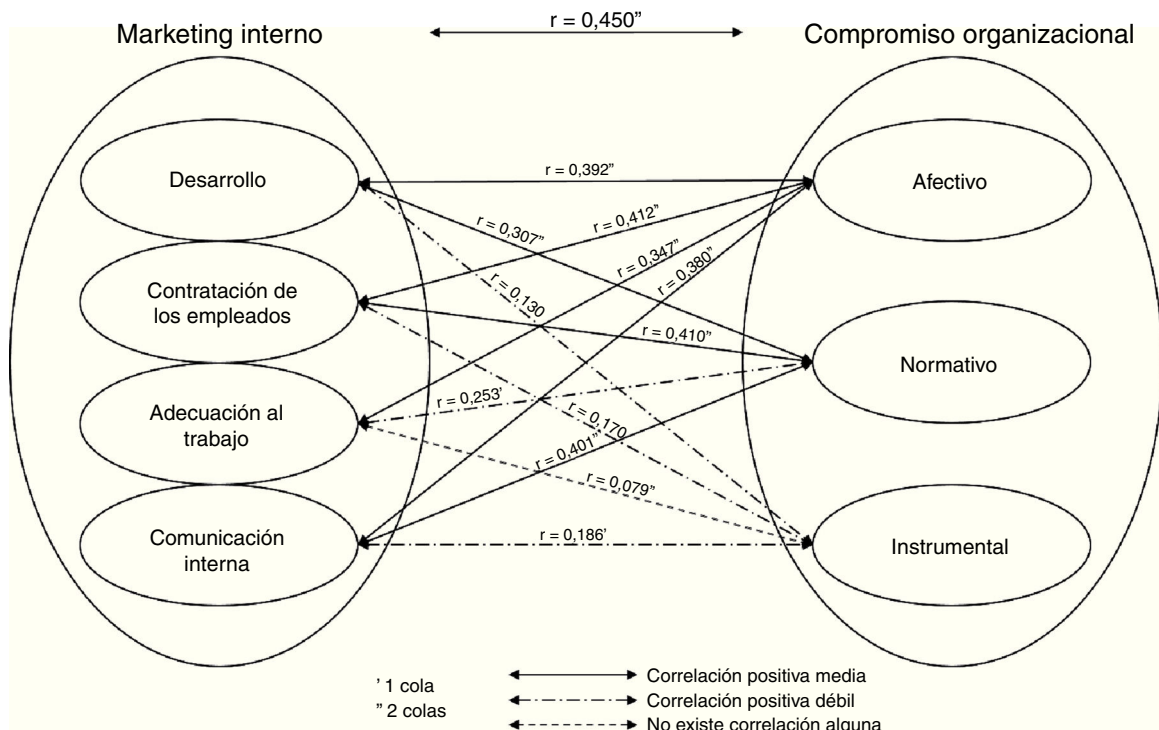 r = 0,450”
Marketing interno
Compromiso organizacional
Desarrollo
r = 0,392”
Afectivo
r = 0,412”
r = 0,307”
r = 0,347”
r = 0,380”
r = 0,130
Contratación de
los empleados
r = 0,410”
Normativo
r = 0,253’
Adecuación al
trabajo
r = 0,170
r = 0,401”
r = 0,079”
Comunicación
interna
r = 0,186’
Instrumental
’ 1 cola
” 2 colas
Correlación positiva media
Correlación positiva débil
No existe correlación alguna